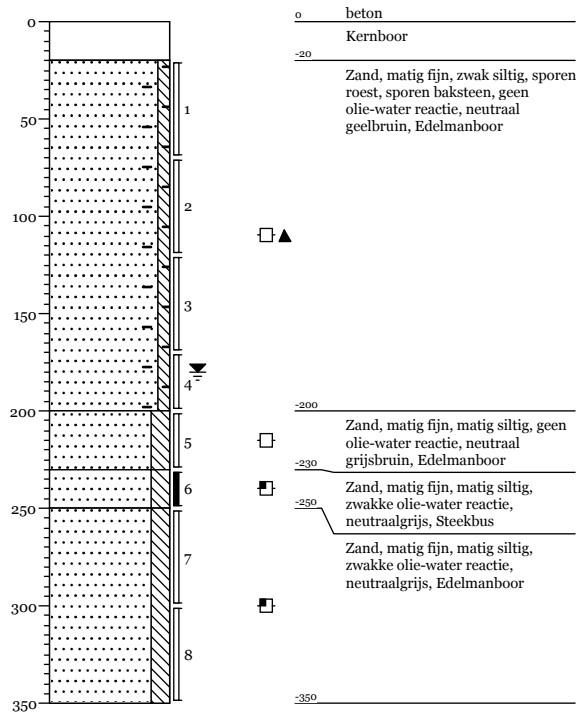 0
50
100
150
200
250
300
350
1
2
3
4
5
6
7
8
0 beton
Kernboor
-20
Zand, matig fijn, zwak siltig, sporen
roest, sporen baksteen, geen
olie-water reactie, neutraal
geelbruin, Edelmanboor
-200
Zand, matig fijn, matig siltig, geen
olie-water reactie, neutraal
grijsbruin, Edelmanboor
-230
Zand, matig fijn, matig siltig,
zwakke olie-water reactie,
neutraalgrijs, Steekbus
-250
Zand, matig fijn, matig siltig,
zwakke olie-water reactie,
neutraalgrijs, Edelmanboor
-350